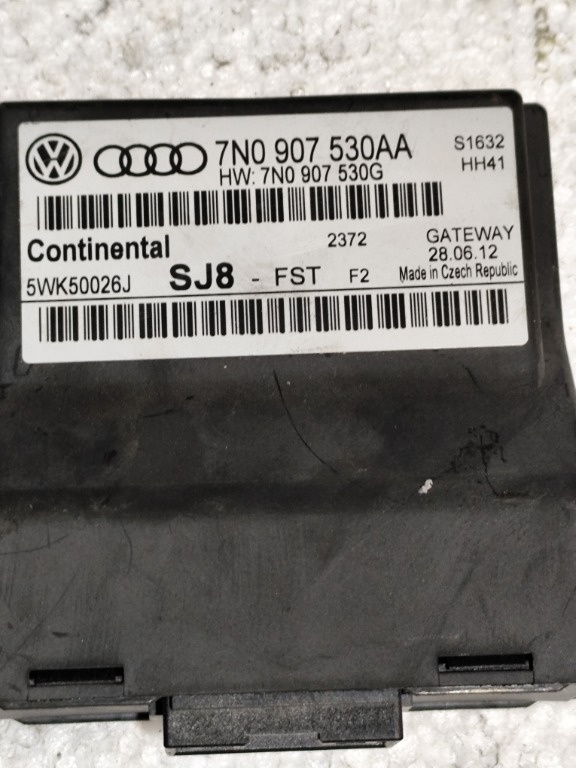 7N0 907 530AA S1632
HW: 7N0 907 530G HH41
Continental 2372 GATEWAY
28.06.12
5WK50026J SJ8 - FST F2 Made in Czech Republic